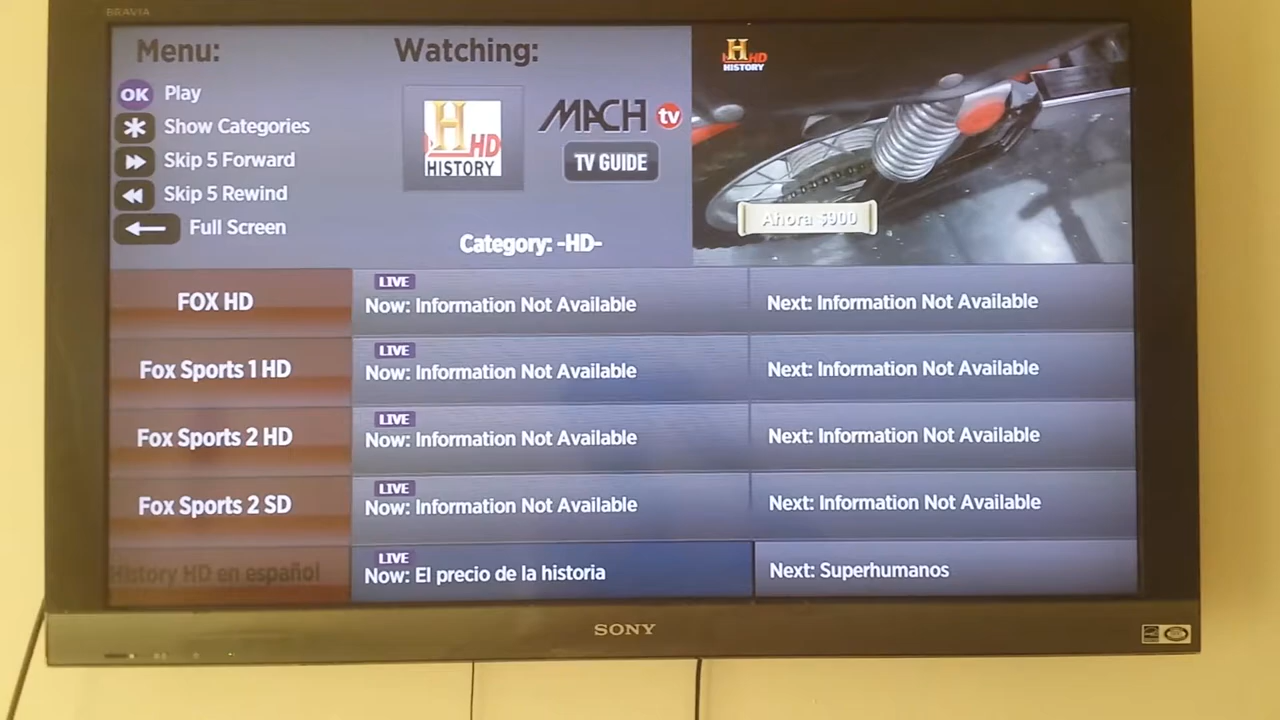 BRAVIA
Menu:
OK Play
Show Categories
Skip 5 Forward
Skip 5 Rewind
Full Screen
Watching:
H HD
HISTORY
MACH tv
TV GUIDE
Category: -HD-
H HD
HISTORY
Ahora $900
FOX HD
LIVE
Now: Information Not Available
Next: Information Not Available
Fox Sports 1 HD
LIVE
Now: Information Not Available
Next: Information Not Available
Fox Sports 2 HD
LIVE
Now: Information Not Available
Next: Information Not Available
Fox Sports 2 SD
LIVE
Now: Information Not Available
Next: Information Not Available
History HD en español
LIVE
Now: El precio de la historia
Next: Superhumanos
SONY